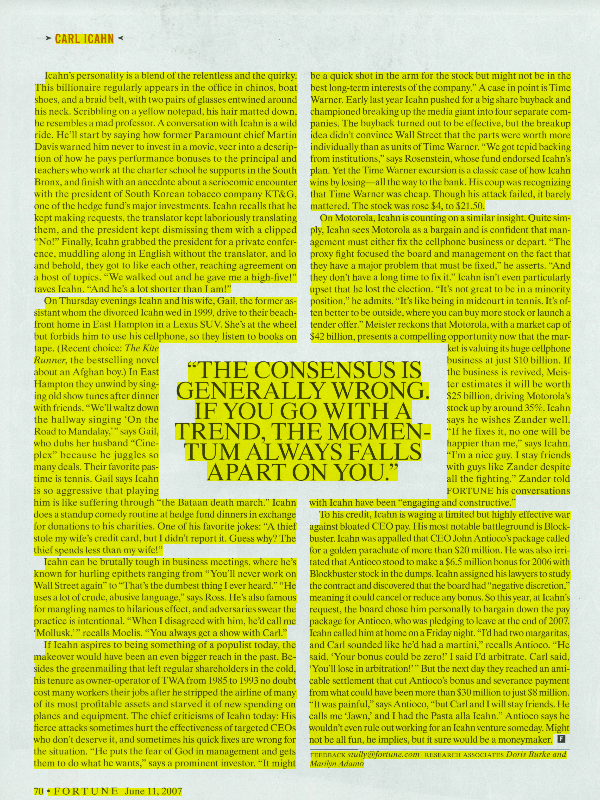 CARL ICAHN
Icahn's personality is a blend of the relentless and the quirky.
This billionaire regularly appears in the office in chinos, boat
shoes, and a braid belt, with two pairs of glasses entwined around
his neck. Scribbling on a yellow notepad, his hair matted down,
he resembles a mad professor. A conversation with Icahn is a wild
ride. He'll start by saying how former Paramount chief Martin
Davis warned him never to invest in a movie, veer into a descrip-
tion of how he pays performance bonuses to the principal and
teachers who work at the charter school he supports in the South
Bronx, and finish with an anecdote about a seriocomic encounter
with the president of South Korean tobacco company KT&G,
one of the hedge fund's major investments. Icahn recalls that he
kept making requests, the translator kept laboriously translating
them, and the president kept dismissing them with a clipped
"No!" Finally, Icahn grabbed the president for a private confer-
ence, muddling along in English without the translator, and lo
and behold, they got to like each other, reaching agreement on
a host of topics. "We walked out and he gave me a high-five!"
raves Icahn. "And he's a lot shorter than I am!"
On Thursday evenings Icahn and his wife, Gail, the former as-
sistant whom the divorced Icahn wed in 1999, drive to their beach-
front home in East Hampton in a Lexus SUV. She's at the wheel
but forbids him to use his cellphone, so they listen to books on
tape. (Recent choice: The Kite
Runner, the bestselling novel
about an Afghan boy.) In East
Hampton they unwind by sing-
ing old show tunes after dinner
with friends. "We'll waltz down
the hallway singing 'On the
Road to Mandalay,'" says Gail,
who dubs her husband "Cine-
plex" because he juggles so
many deals. Their favorite pas-
time is tennis. Gail says Icahn
is so aggressive that playing
him is like suffering through "the Bataan death march." Icahn
does a standup comedy routine at hedge fund dinners in exchange
for donations to his charities. One of his favorite jokes: "A thief
stole my wife's credit card, but I didn't report it. Guess why? The
thief spends less than my wife!"
Icahn can be brutally tough in business meetings, where he's
known for hurling epithets ranging from "You'll never work on
Wall Street again" to "That's the dumbest thing I ever heard." "He
uses a lot of crude, abusive language," says Ross. He's also famous
for mangling names to hilarious effect, and adversaries swear the
practice is intentional. "When I disagreed with him, he'd call me
'Mollusk,'" recalls Moelis. "You always get a show with Carl."
If Icahn aspires to being something of a populist today, the
makeover would have been an even bigger reach in the past. Be-
sides the greenmailing that left regular shareholders in the cold,
his tenure as owner-operator of TWA from 1985 to 1993 no doubt
cost many workers their jobs after he stripped the airline of many
of its most profitable assets and starved it of new spending on
planes and equipment. The chief criticisms of Icahn today: His
fierce attacks sometimes hurt the effectiveness of targeted CEOs
who don't deserve it, and sometimes his quick fixes are wrong for
the situation. "He puts the fear of God in management and gets
them to do what he wants," says a prominent investor. "It might
"THE CONSENSUS IS
GENERALLY WRONG.
IF YOU GO WITH A
TREND, THE MOMEN-
TUM ALWAYS FALLS
APART ON YOU."
be a quick shot in the arm for the stock but might not be in the
best long-term interests of the company." A case in point is Time
Warner. Early last year Icahn pushed for a big share buyback and
championed breaking up the media giant into four separate com-
panies. The buyback turned out to be effective, but the breakup
idea didn't convince Wall Street that the parts were worth more
individually than as units of Time Warner. "We got tepid backing
from institutions," says Rosenstein, whose fund endorsed Icahn's
plan. Yet the Time Warner excursion is a classic case of how Icahn
wins by losing—all the way to the bank. His coup was recognizing
that Time Warner was cheap. Though his attack failed, it barely
mattered. The stock was rose $4, to $21.50.
On Motorola, Icahn is counting on a similar insight. Quite sim-
ply, Icahn sees Motorola as a bargain and is confident that man-
agement must either fix the cellphone business or depart. "The
proxy fight focused the board and management on the fact that
they have a major problem that must be fixed," he asserts. "And
they don't have a long time to fix it." Icahn isn't even particularly
upset that he lost the election. "It's not great to be in a minority
position," he admits. "It's like being in midcourt in tennis. It's of-
ten better to be outside, where you can buy more stock or launch a
tender offer." Meister reckons that Motorola, with a market cap of
$42 billion, presents a compelling opportunity now that the mar-
ket is valuing its huge cellphone
business at just $10 billion. If
the business is revived, Meis-
ter estimates it will be worth
$25 billion, driving Motorola's
stock up by around 35%. Icahn
says he wishes Zander well.
"If he fixes it, no one will be
happier than me," says Icahn.
"I'm a nice guy. I stay friends
with guys like Zander despite
all the fighting." Zander told
FORTUNE his conversations
with Icahn have been "engaging and constructive."
To his credit, Icahn is waging a limited but highly effective war
against bloated CEO pay. His most notable battleground is Block-
buster. Icahn was appalled that CEO John Antioco's package called
for a golden parachute of more than $20 million. He was also irri-
tated that Antioco stood to make a $6.5 million bonus for 2006 with
Blockbuster stock in the dumps. Icahn assigned his lawyers to study
the contract and discovered that the board had "negative discretion,"
meaning it could cancel or reduce any bonus. So this year, at Icahn's
request, the board chose him personally to bargain down the pay
package for Antioco, who was pledging to leave at the end of 2007.
Icahn called him at home on a Friday night. "I'd had two margaritas,
and Carl sounded like he'd had a martini," recalls Antioco. "He
said, 'Your bonus could be zero!' I said I'd arbitrate. Carl said,
'You'll lose in arbitration!'" But the next day they reached an ami-
cable settlement that cut Antioco's bonus and severance payment
from what could have been more than $30 million to just $8 million.
"It was painful," says Antioco, "but Carl and I will stay friends. He
calls me 'Jawn,' and I had the Pasta alla Icahn." Antioco says he
wouldn't even rule out working for an Icahn venture someday. Might
not be all fun, he implies, but it sure would be a moneymaker. F
FEEDBACK stully@fortune.com RESEARCH ASSOCIATES Doris Burke and
Marilyn Adamo
70 • FORTUNE June 11, 2007